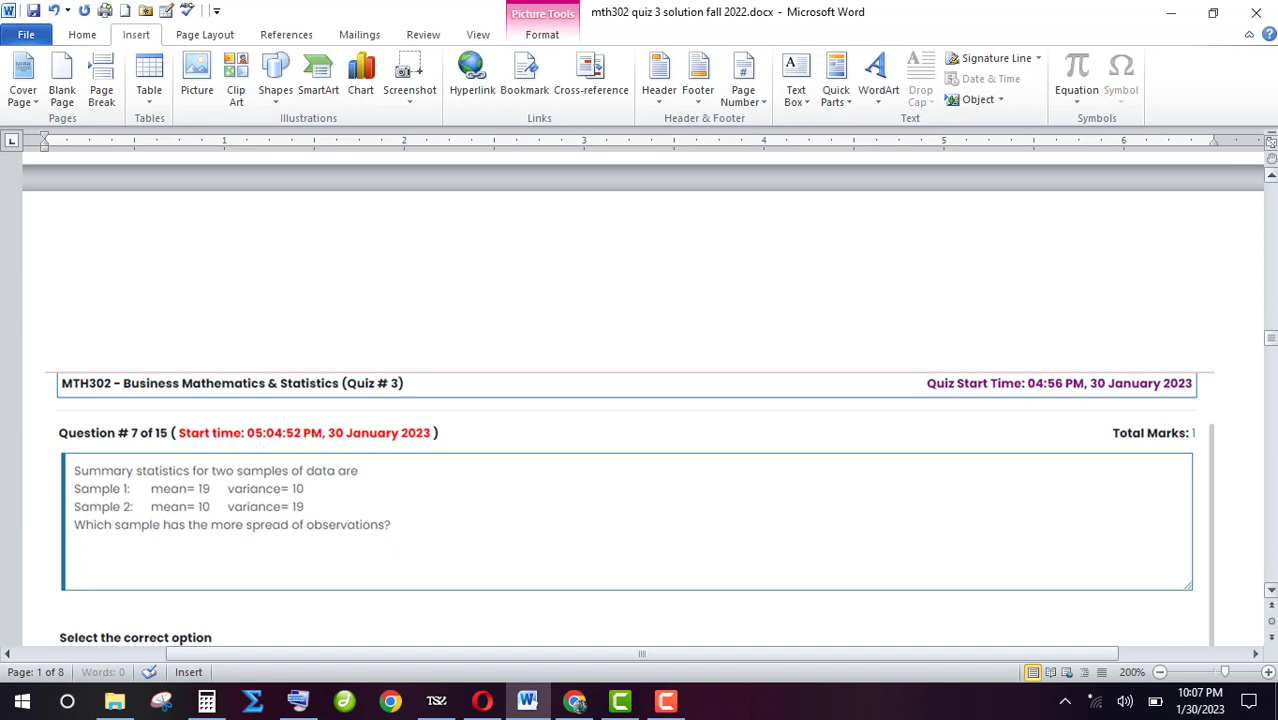 Picture Tools
mth302 quiz 3 solution fall 2022.docx - Microsoft Word
File Home Insert Page Layout References Mailings Review View Format
Cover Page
Blank Page
Page Break
Table
Picture
Clip Art
Shapes
SmartArt
Chart
Screenshot
Hyperlink
Bookmark
Cross-reference
Header
Footer
Page Number
Text Box
Quick Parts
WordArt
Drop Cap
Signature Line
Date & Time
Object
Equation
Symbol
Pages Tables Illustrations Links Header & Footer Text Symbols
1 2 3 4 5 6
MTH302 - Business Mathematics & Statistics (Quiz # 3) Quiz Start Time: 04:56 PM, 30 January 2023
Question # 7 of 15 ( Start time: 05:04:52 PM, 30 January 2023 ) Total Marks: 1
Summary statistics for two samples of data are
Sample 1: mean= 19 variance= 10
Sample 2: mean= 10 variance= 19
Which sample has the more spread of observations?
Select the correct option
Page: 1 of 8 Words: 0 Insert 200%
10:07 PM
1/30/2023